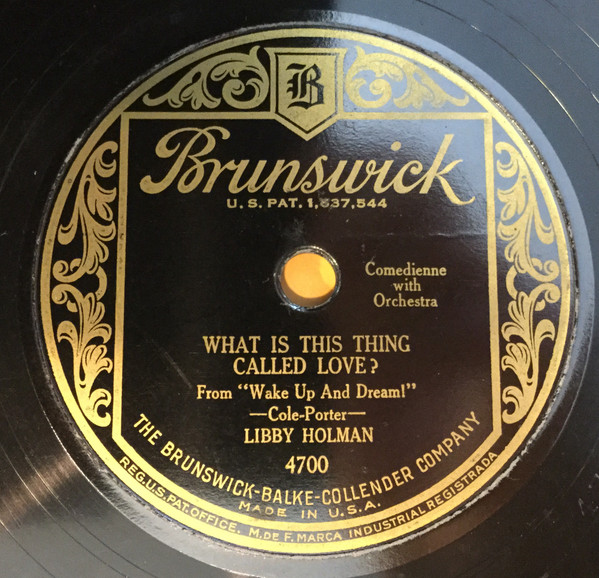 B
Brunswick
U.S. PAT. 1,637,544
Comedienne
with
Orchestra
WHAT IS THIS THING
CALLED LOVE?
From "Wake Up And Dream!"
—Cole-Porter—
LIBBY HOLMAN
4700
THE BRUNSWICK-BALKE-COLLENDER COMPANY
MADE IN U.S.A.
REG.U.S.PAT.OFFICE. M.DE F. MARCA INDUSTRIAL REGISTRADA